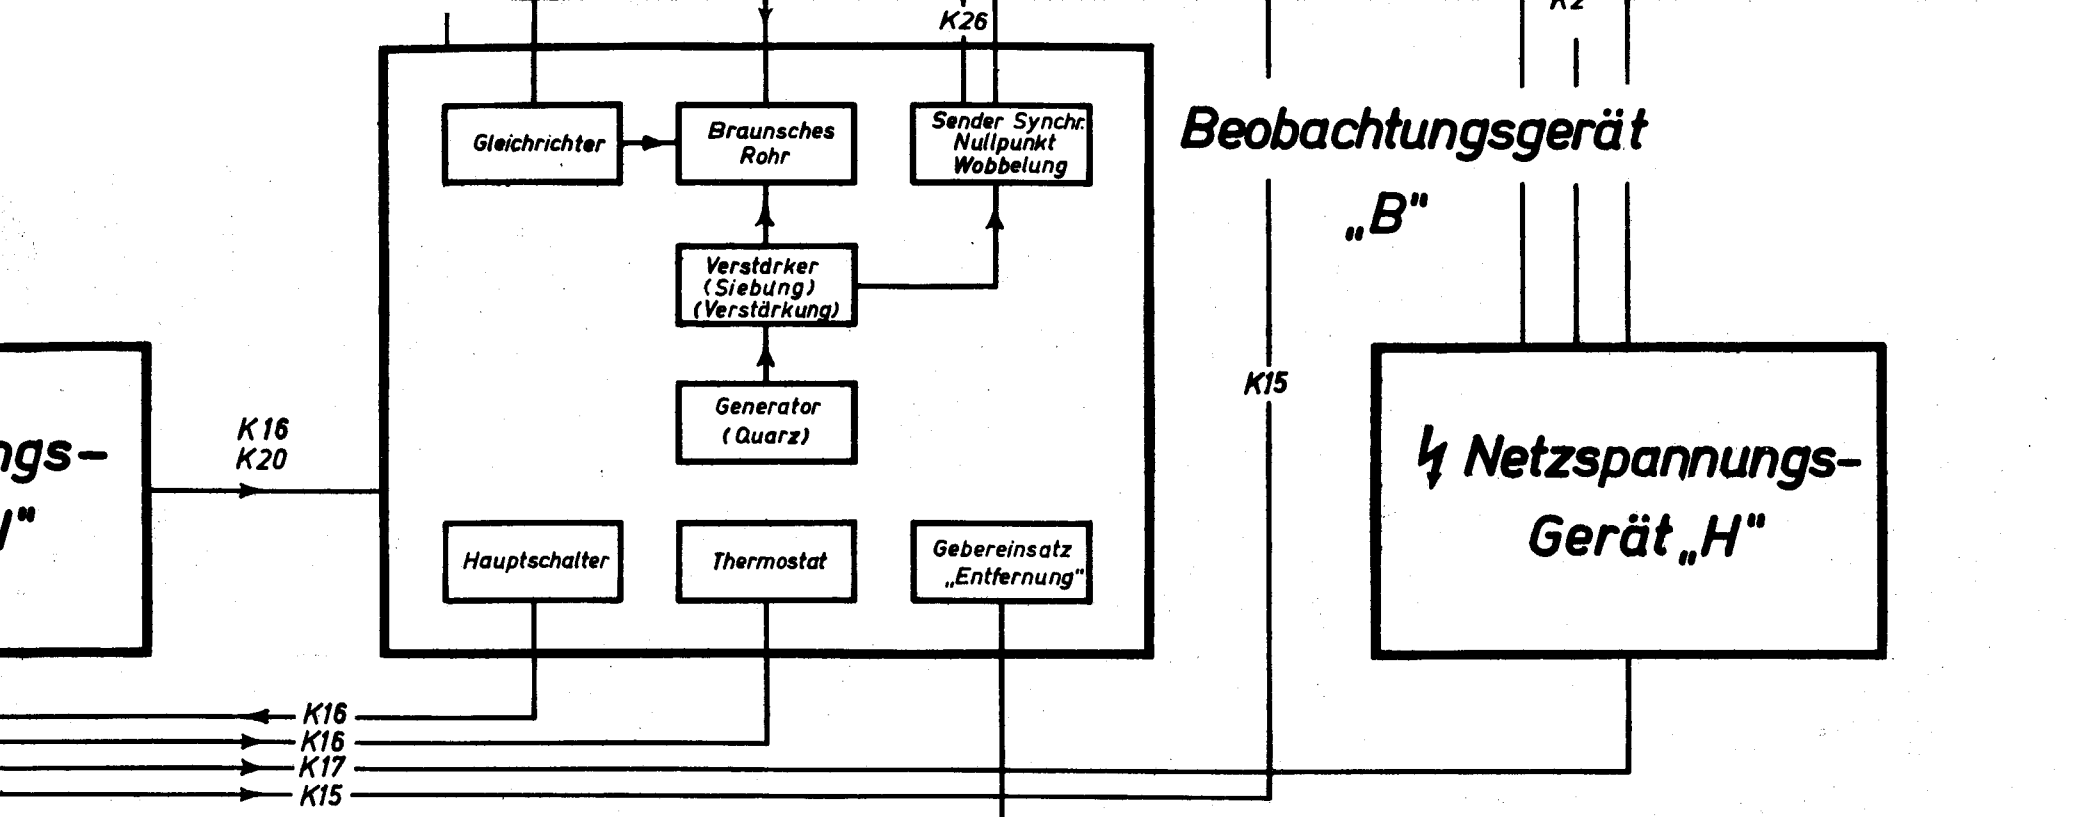 K26
Gleichrichter
Braunsches
Rohr
Sender Synchr.
Nullpunkt
Wobbelung
Beobachtungsgerät
„B"
Verstärker
(Siebung)
(Verstärkung)
K15
Generator
(Quarz)
K16
K20
ngs-
Netzspannungs-
Gerät „H"
Hauptschalter
Thermostat
Gebereinsatz
„Entfernung"
K16
K16
K17
K15